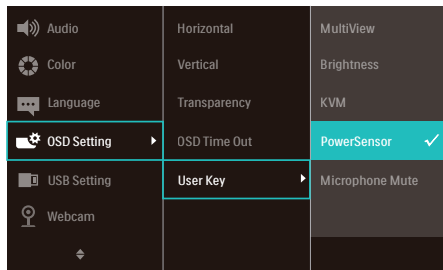 Audio
Color
Language
OSD Setting
USB Setting
Webcam
Horizontal
Vertical
Transparency
OSD Time Out
User Key
MultiView
Brightness
KVM
PowerSensor
Microphone Mute